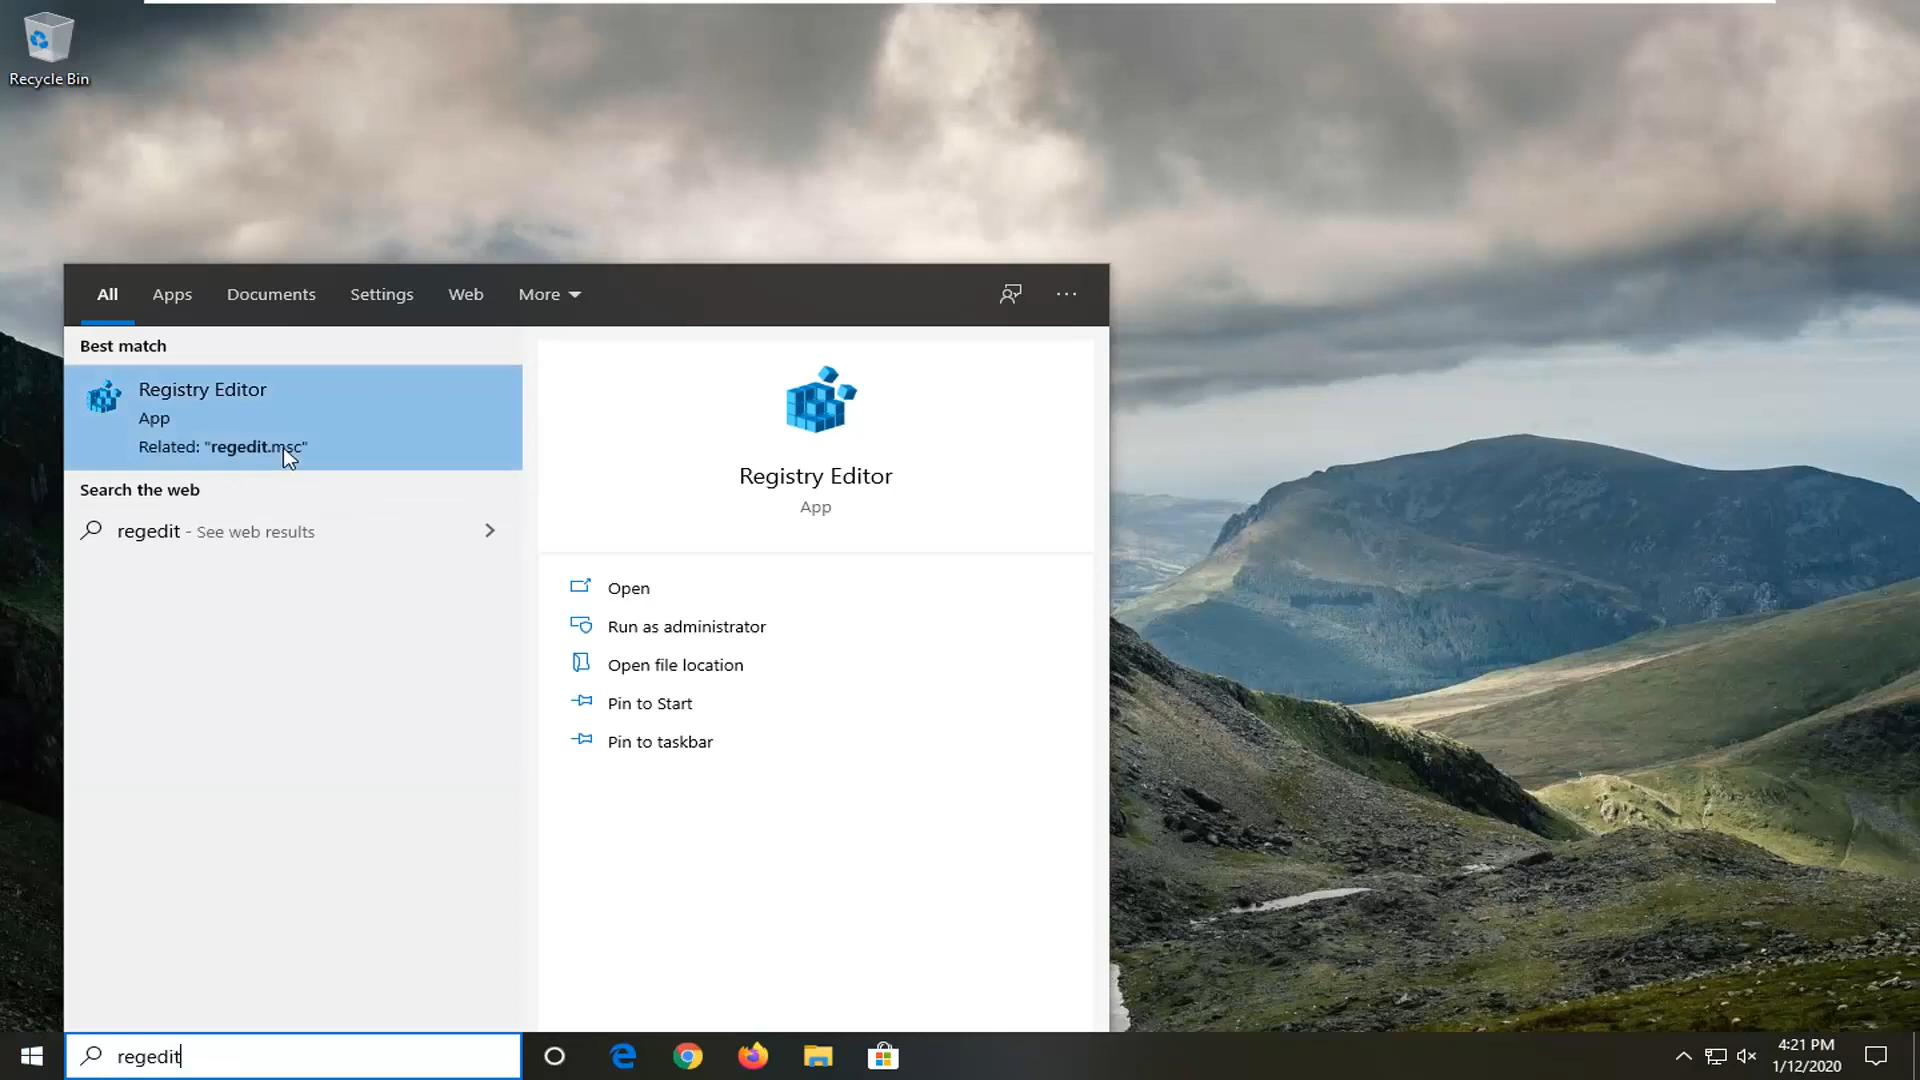 Recycle Bin
All Apps Documents Settings Web More
Best match
Registry Editor
App
Related: "regedit.msc"
Search the web
regedit - See web results
Registry Editor
App
Open
Run as administrator
Open file location
Pin to Start
Pin to taskbar
regedit
4:21 PM
1/12/2020